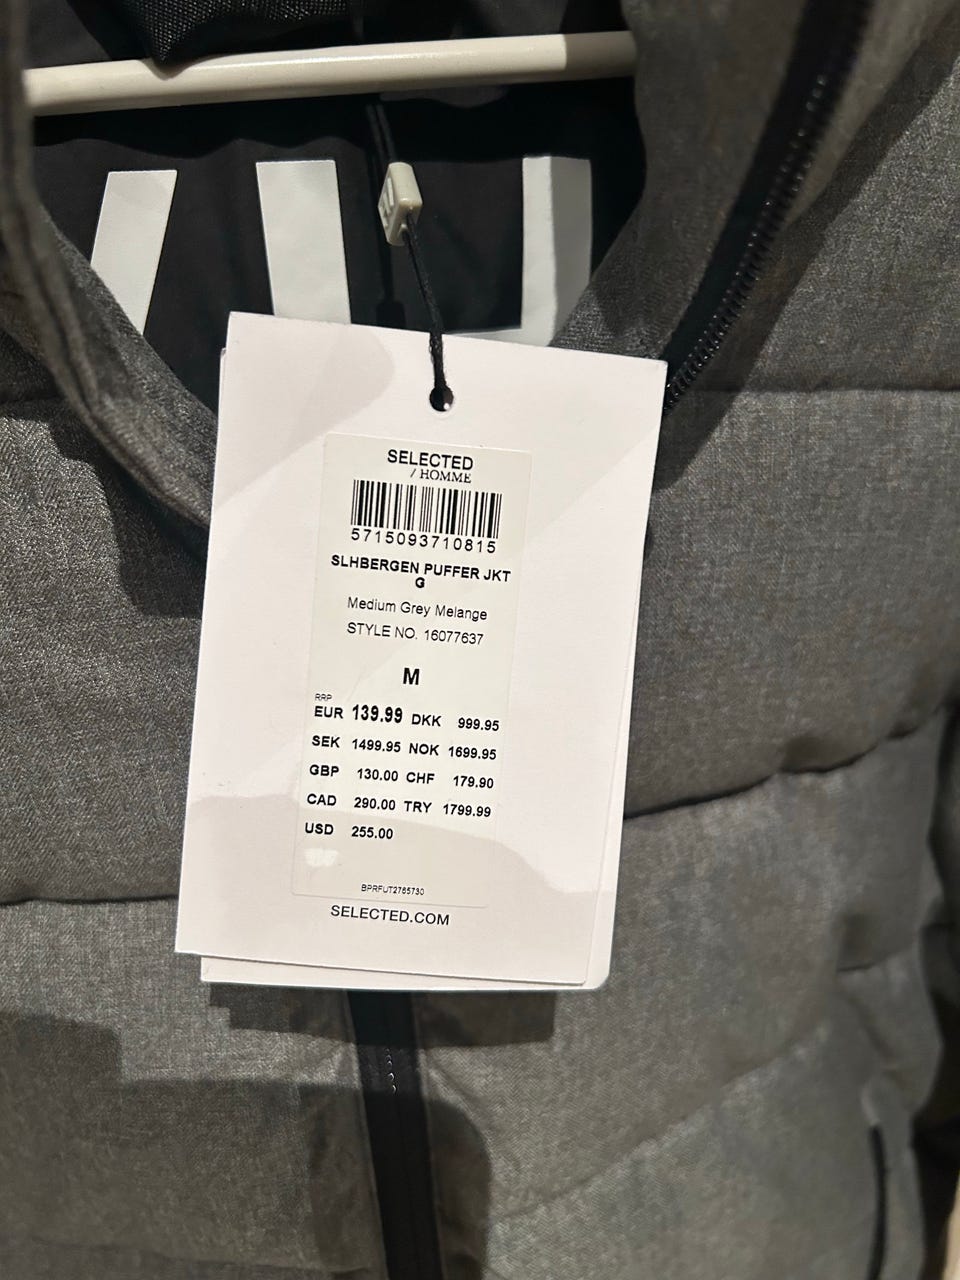 SELECTED
/ HOMME
5715093710815
SLHBERGEN PUFFER JKT
G
Medium Grey Melange
STYLE NO. 16077637
M
RRP
EUR 139.99 DKK 999.95
SEK 1499.95 NOK 1699.95
GBP 130.00 CHF 179.90
CAD 290.00 TRY 1799.99
USD 255.00
BPRFUT2765730
SELECTED.COM